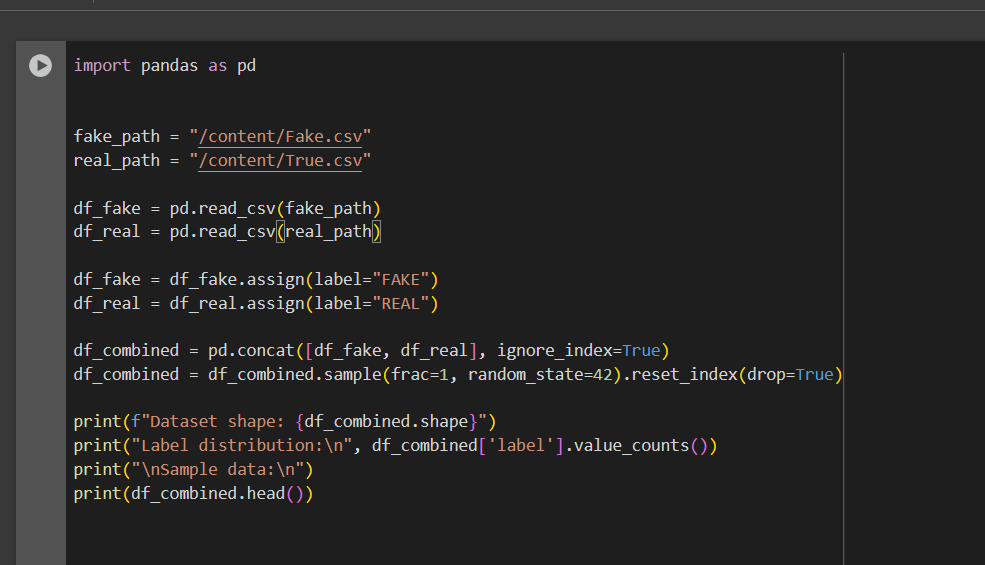 import pandas as pd
fake_path = "/content/Fake.csv"
real_path = "/content/True.csv"
df_fake = pd.read_csv(fake_path)
df_real = pd.read_csv(real_path)
df_fake = df_fake.assign(label="FAKE")
df_real = df_real.assign(label="REAL")
df_combined = pd.concat([df_fake, df_real], ignore_index=True)
df_combined = df_combined.sample(frac=1, random_state=42).reset_index(drop=True)
print(f"Dataset shape: {df_combined.shape}")
print("Label distribution:\n", df_combined['label'].value_counts())
print("\nSample data:\n")
print(df_combined.head())